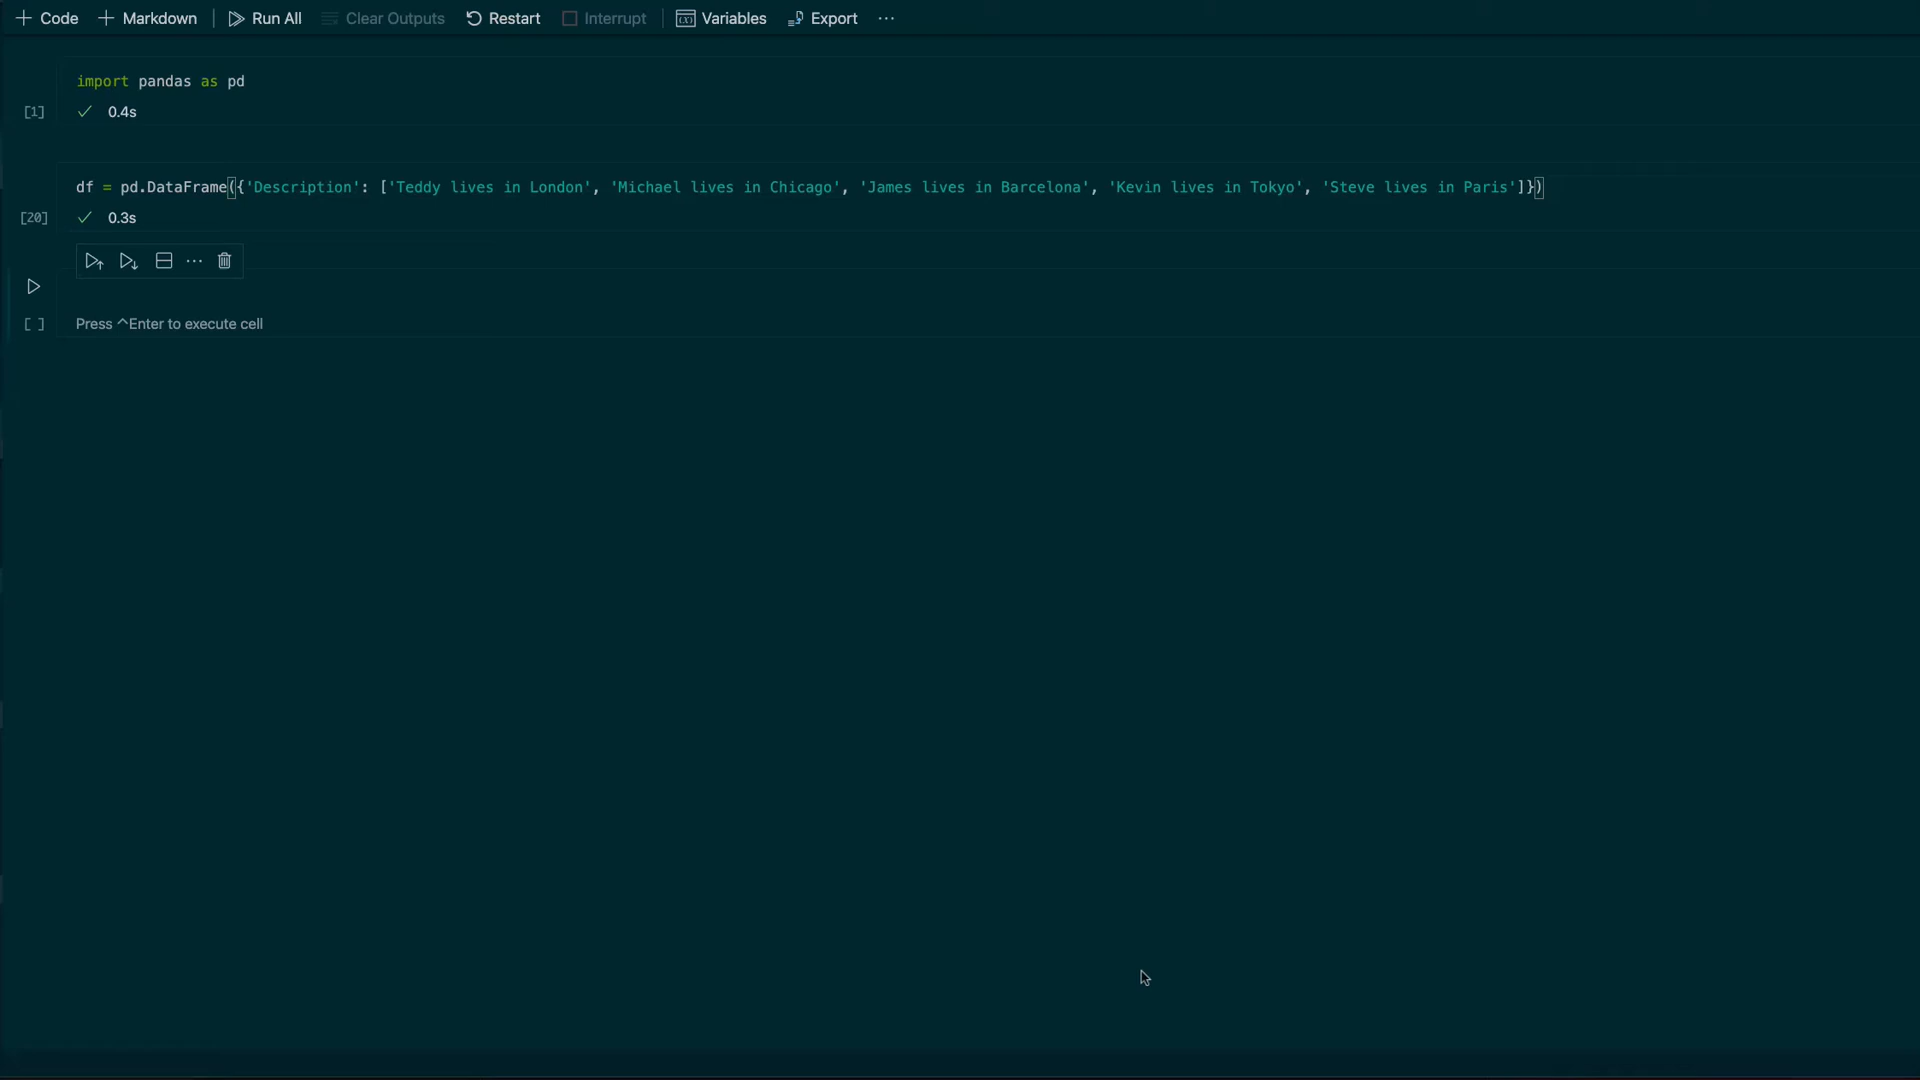 Code Markdown Run All Clear Outputs Restart Interrupt Variables Export ...
import pandas as pd
[1] 0.4s
df = pd.DataFrame({'Description': ['Teddy lives in London', 'Michael lives in Chicago', 'James lives in Barcelona', 'Kevin lives in Tokyo', 'Steve lives in Paris']})
[20] 0.3s
[ ] Press ^Enter to execute cell